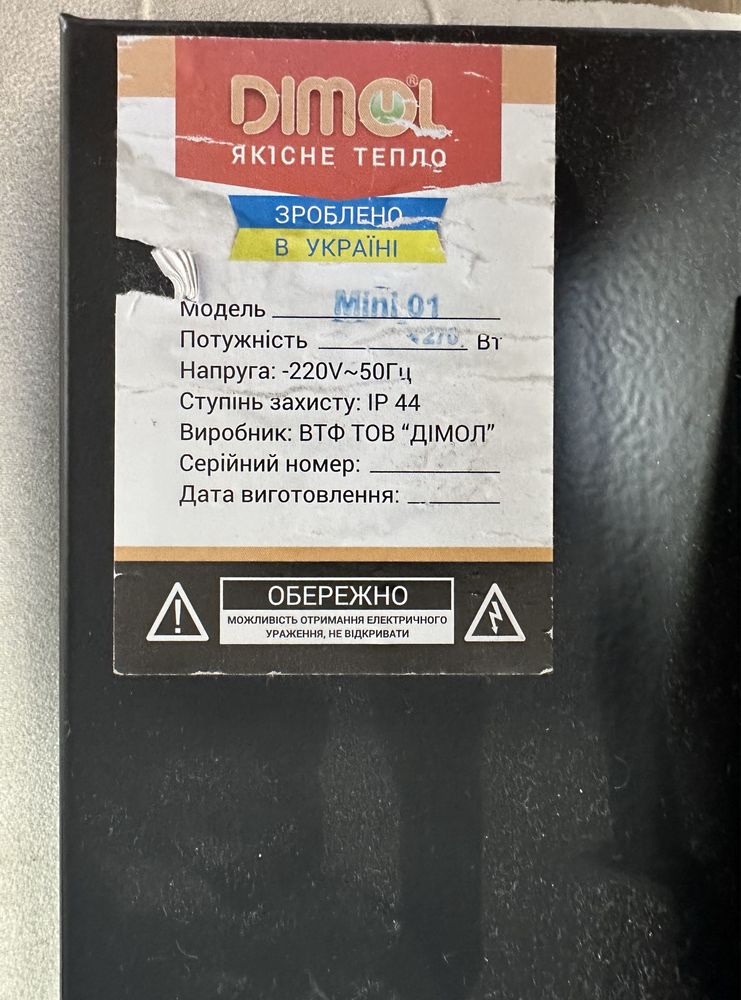 DIMOL®
ЯКІСНЕ ТЕПЛО
ЗРОБЛЕНО
В УКРАЇНІ
Модель Mini 01
Потужність 270 Вт
Напруга: -220V~50Гц
Ступінь захисту: IP 44
Виробник: ВТФ ТОВ “ДІМОЛ”
Серійний номер:
Дата виготовлення:
ОБЕРЕЖНО
МОЖЛИВІСТЬ ОТРИМАННЯ ЕЛЕКТРИЧНОГО
УРАЖЕННЯ, НЕ ВІДКРИВАТИ